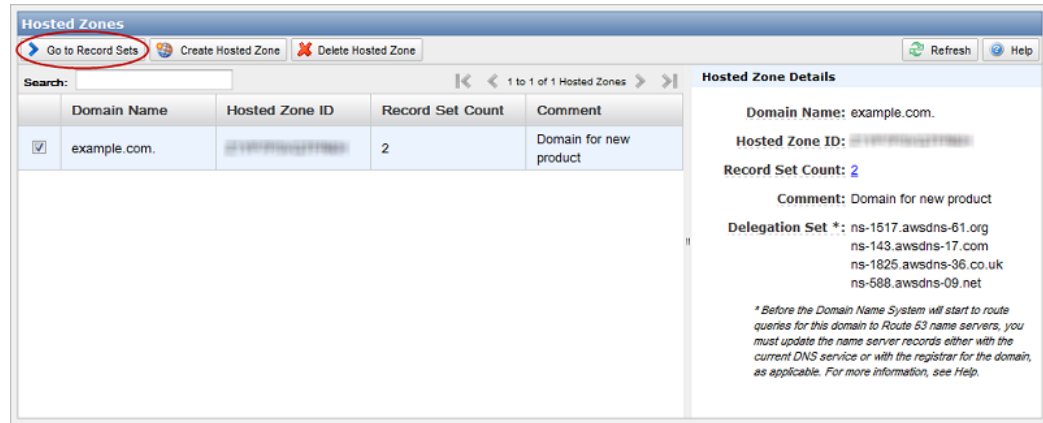 Hosted Zones
Go to Record Sets
Create Hosted Zone
Delete Hosted Zone
Refresh
Help
Search:
1 to 1 of 1 Hosted Zones
Domain Name
Hosted Zone ID
Record Set Count
Comment
example.com.
2
Domain for new
product
Hosted Zone Details
Domain Name: example.com.
Hosted Zone ID:
Record Set Count: 2
Comment: Domain for new product
Delegation Set *: ns-1517.awsdns-61.org
ns-143.awsdns-17.com
ns-1825.awsdns-36.co.uk
ns-588.awsdns-09.net
* Before the Domain Name System will start to route
queries for this domain to Route 53 name servers, you
must update the name server records either with the
current DNS service or with the registrar for the domain,
as applicable. For more information, see Help.